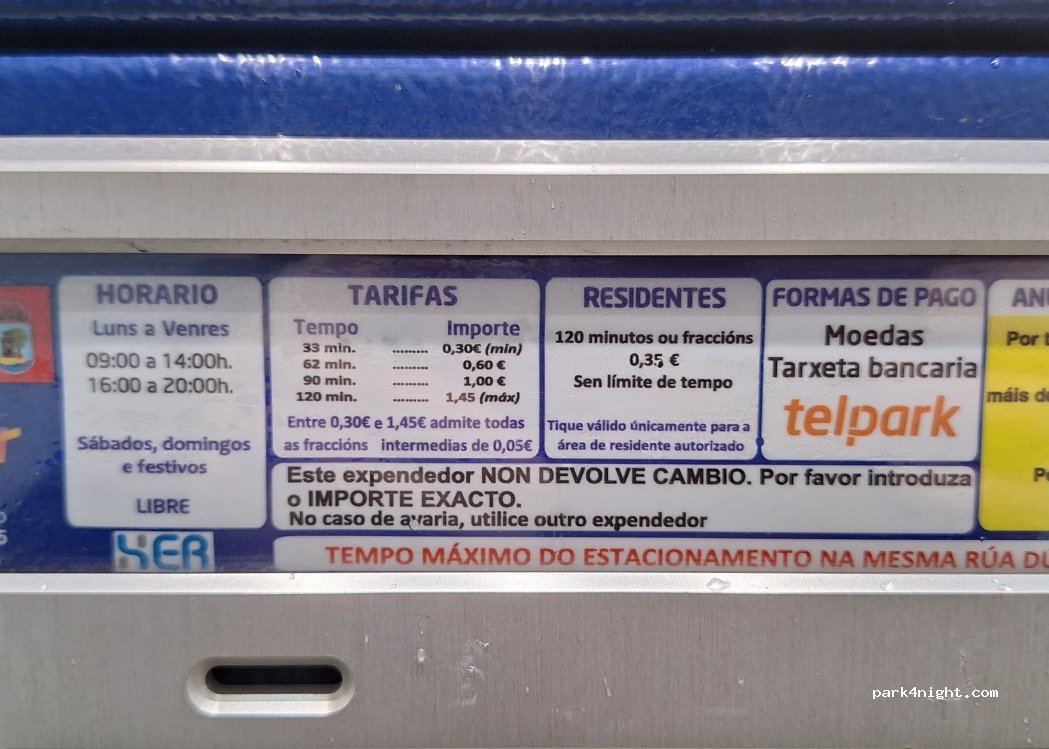 HORARIO
Luns a Venres
09:00 a 14:00h.
16:00 a 20:00h.
Sábados, domingos
e festivos
LIBRE
TARIFAS
Tempo Importe
33 min. ......... 0,30€ (min)
62 min. ......... 0,60 €
90 min. ......... 1,00 €
120 min. ......... 1,45 (máx)
Entre 0,30€ e 1,45€ admite todas
as fraccións intermedias de 0,05€
RESIDENTES
120 minutos ou fraccións
0,35 €
Sen límite de tempo
Tique válido únicamente para a
área de residente autorizado
FORMAS DE PAGO
Moedas
Tarxeta bancaria
telpark
Este expendedor NON DEVOLVE CAMBIO. Por favor introduza
o IMPORTE EXACTO.
No caso de avaria, utilice outro expendedor
TEMPO MÁXIMO DO ESTACIONAMENTO NA MESMA RÚA
Por
máis
park4night.com